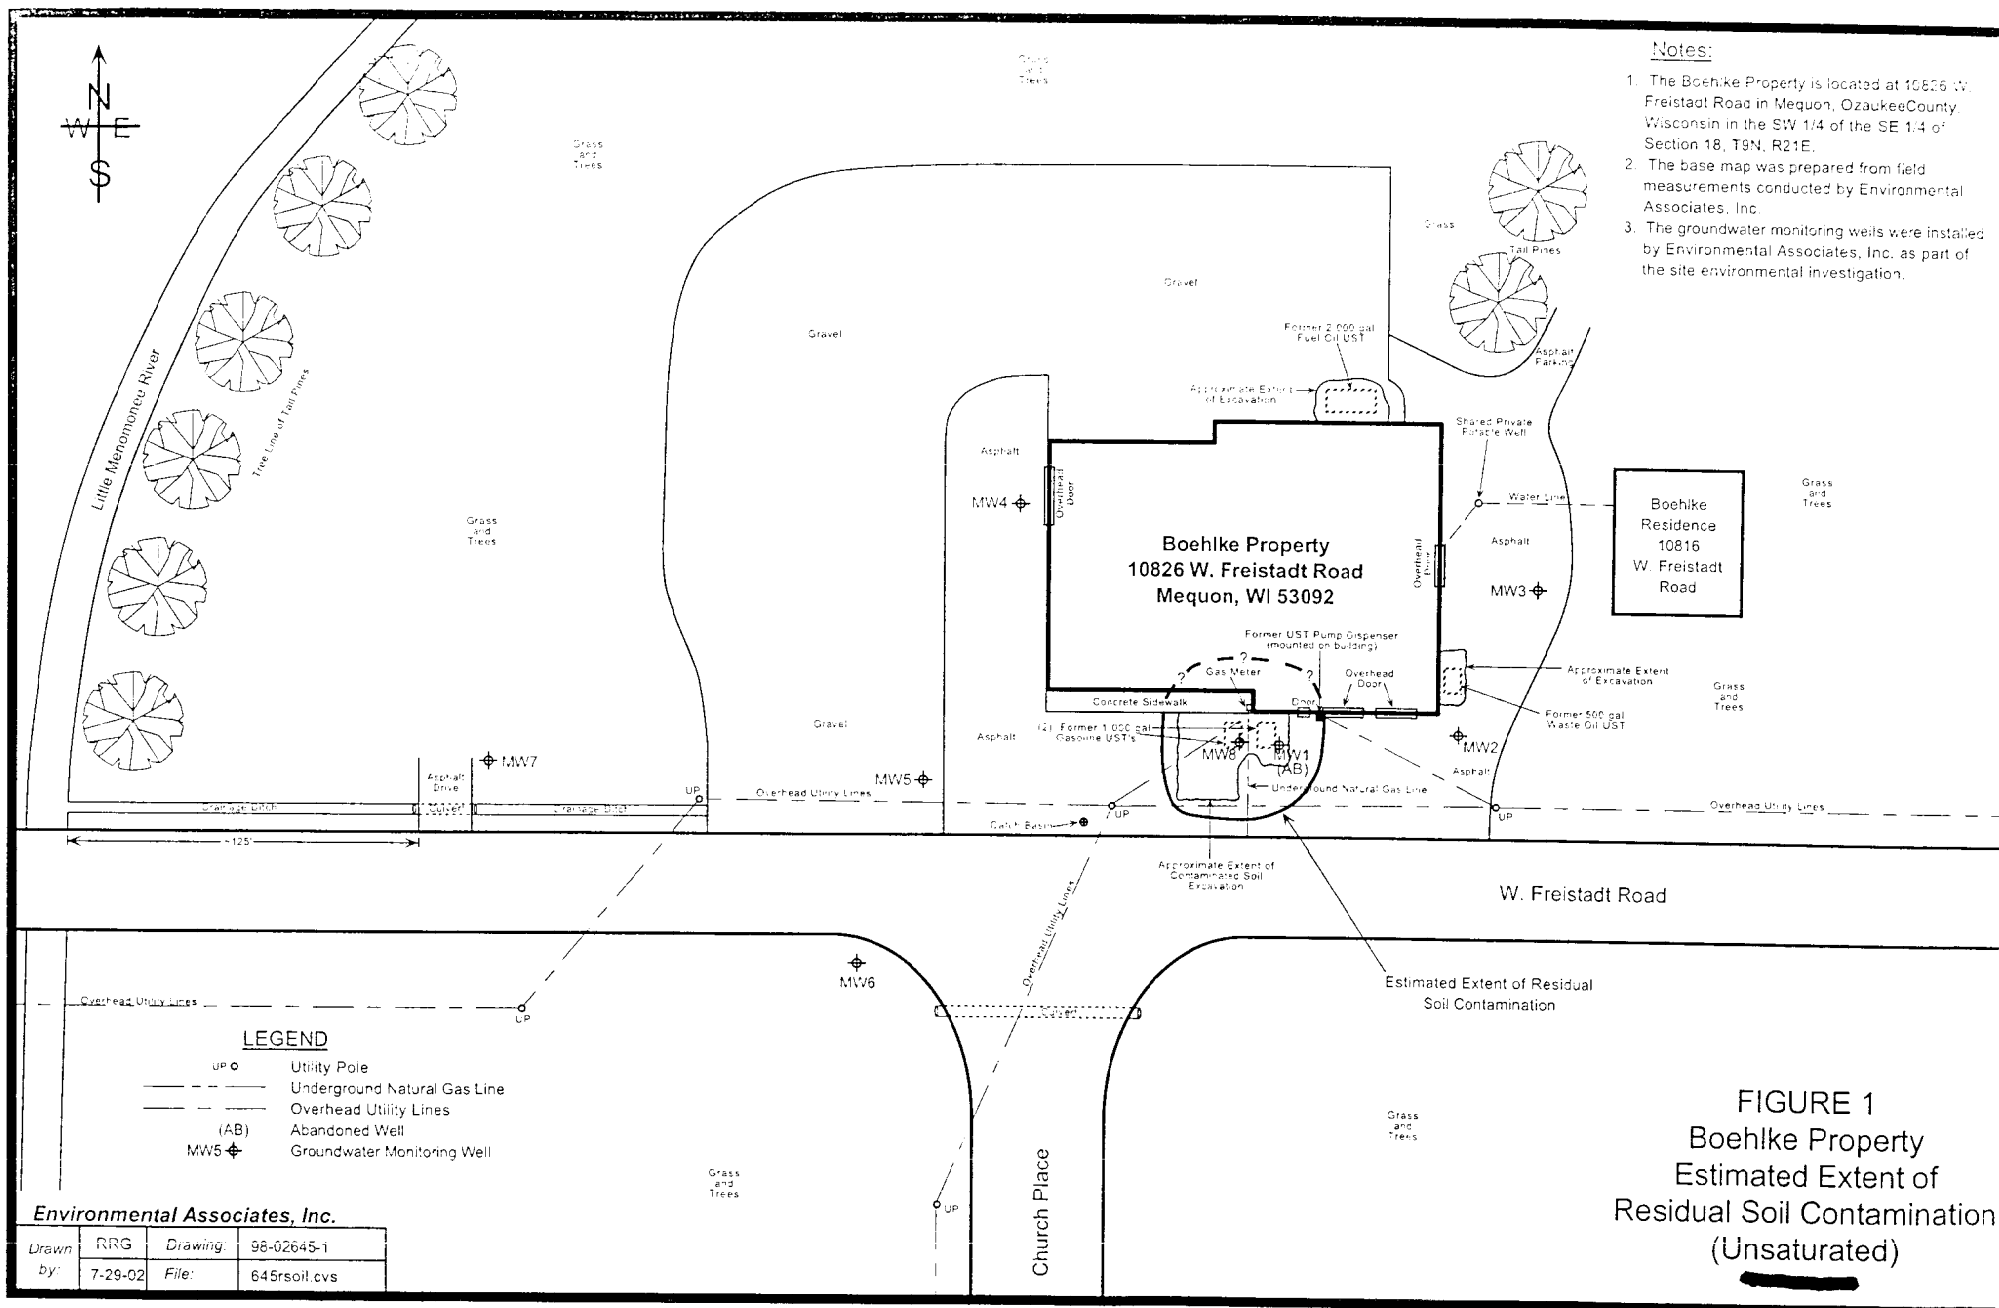 N
W E
S
Notes:
1. The Boehlke Property is located at 10826 W.
Freistadt Road in Mequon, OzaukeeCounty,
Wisconsin in the SW 1/4 of the SE 1/4 of
Section 18, T9N, R21E.
2. The base map was prepared from field
measurements conducted by Environmental
Associates, Inc.
3. The groundwater monitoring wells were installed
by Environmental Associates, Inc. as part of
the site environmental investigation.
Grass
and
Trees
Grass
and
Trees
Grass
Tall Pines
Gravel
Gravel
Former 2,000 gal
Fuel Oil UST
Asphalt
Parking
Approximate Extent
of Excavation
Little Menomonee River
Tree Line of Tall Pines
Shared Private
Potable Well
Asphalt
MW4
Overhead
Door
Water Line
Grass
and
Trees
Grass
and
Trees
Boehlke
Residence
10816
W. Freistadt
Road
Boehlke Property
10826 W. Freistadt Road
Mequon, WI 53092
Overhead
Door
Asphalt
MW3
Former UST Pump Dispenser
(mounted on building)
?
?
?
Gas Meter
Overhead
Door
Approximate Extent
of Excavation
Grass
and
Trees
Concrete Sidewalk
Door
Former 500 gal
Waste Oil UST
Gravel
Asphalt
(2) Former 1,000 gal
Gasoline UST's
MW8
MW1
(AB)
MW2
Asphalt
MW7
Asphalt
Drive
MW5
UP
Overhead Utility Lines
Underground Natural Gas Line
Overhead Utility Lines
Drainage Ditch
Culvert
Drainage Ditch
UP
UP
Catch Basin
~125'
Approximate Extent of
Contaminated Soil
Excavation
W. Freistadt Road
Overhead Utility Lines
MW6
Estimated Extent of Residual
Soil Contamination
Overhead Utility Lines
UP
Culvert
LEGEND
UP Utility Pole
Underground Natural Gas Line
Overhead Utility Lines
(AB) Abandoned Well
MW5 Groundwater Monitoring Well
Grass
and
Trees
Grass
and
Trees
UP
Church Place
FIGURE 1
Boehlke Property
Estimated Extent of
Residual Soil Contamination
(Unsaturated)
Environmental Associates, Inc.
Drawn by: RRG Drawing: 98-02645-1
7-29-02 File: 645rsoil.cvs